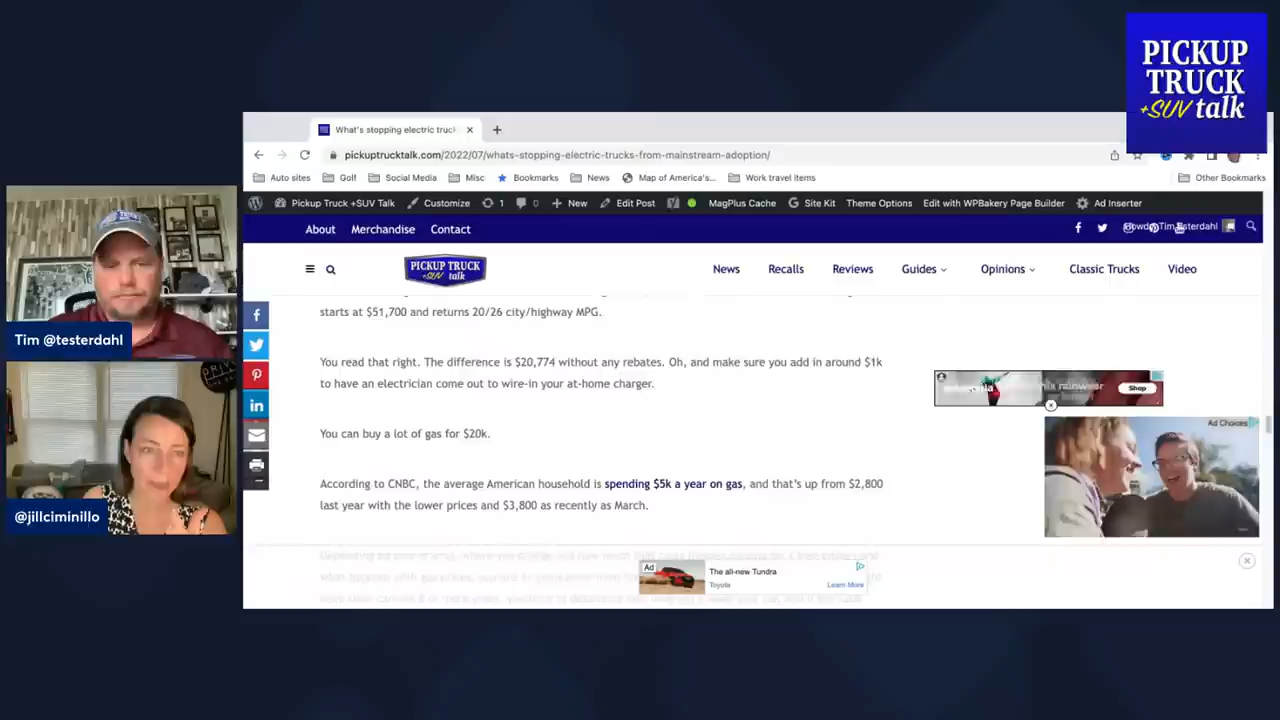 PICKUP
TRUCK
+SUV talk
What's stopping electric truck
pickuptrucktalk.com/2022/07/whats-stopping-electric-trucks-from-mainstream-adoption/
Auto sites Golf Social Media Misc Bookmarks News Map of America's... Work travel items Other Bookmarks
Pickup Truck +SUV Talk Customize 1 0 New Edit Post MagPlus Cache Site Kit Theme Options Edit with WPBakery Page Builder Ad Inserter
About Merchandise Contact
PICKUP TRUCK
+SUV talk
News Recalls Reviews Guides Opinions Classic Trucks Video
starts at $51,700 and returns 20/26 city/highway MPG.
You read that right. The difference is $20,774 without any rebates. Oh, and make sure you add in around $1k
to have an electrician come out to wire-in your at-home charger.
You can buy a lot of gas for $20k.
According to CNBC, the average American household is spending $5k a year on gas, and that's up from $2,800
last year with the lower prices and $3,800 as recently as March.
Shop
Ad Choices
Ad
The all-new Tundra
Toyota
Learn More
Tim @testerdahl
@jillciminillo